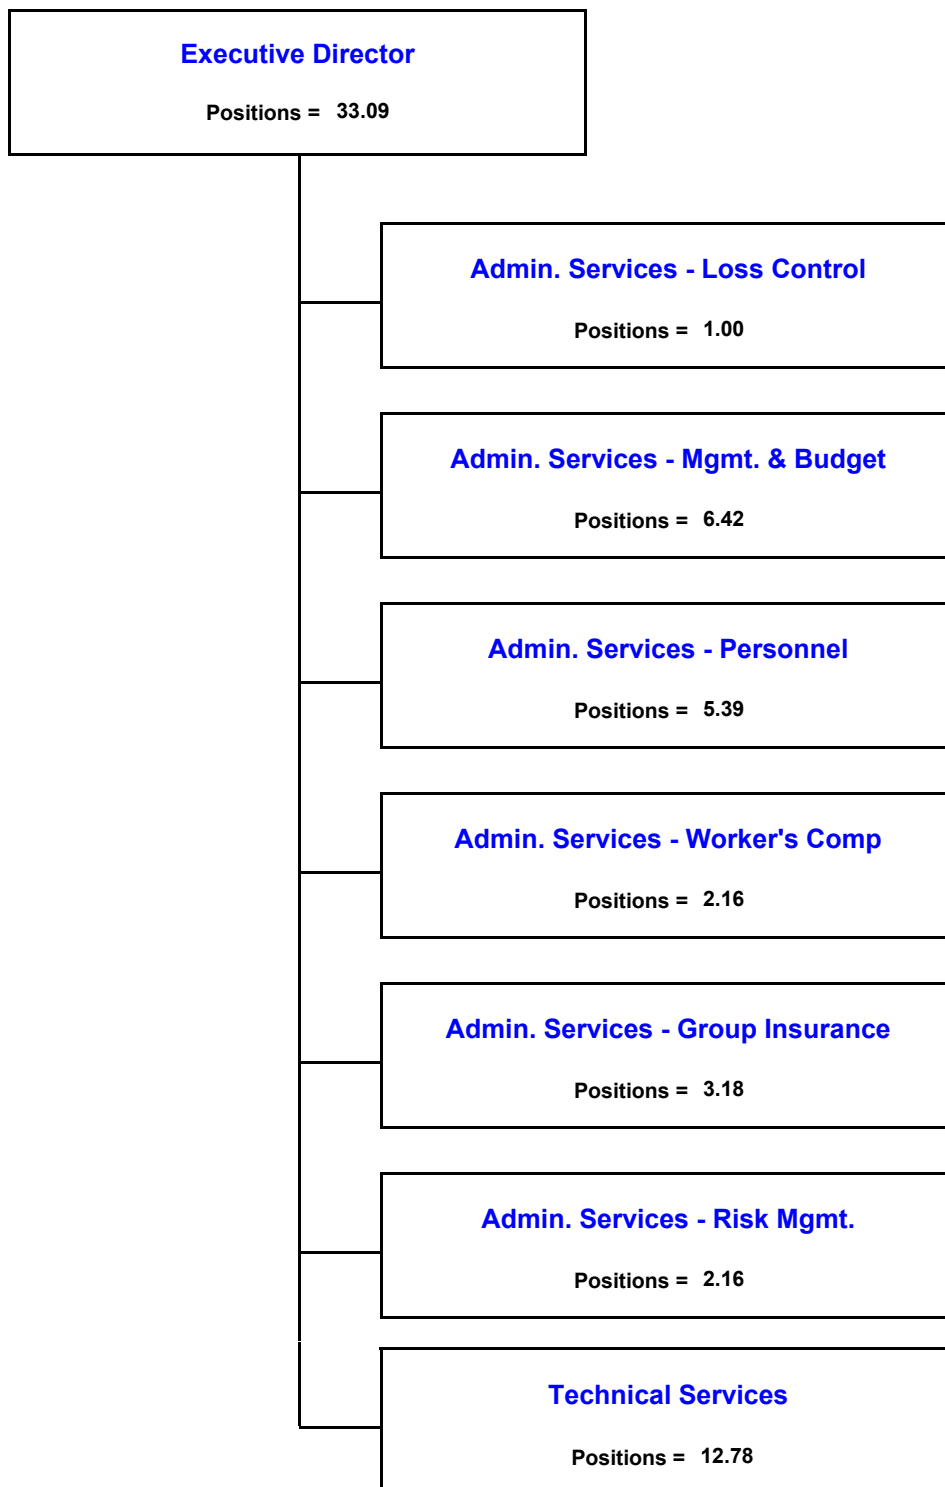 Executive Director
Positions = 33.09
Admin. Services - Loss Control
Positions = 1.00
Admin. Services - Mgmt. & Budget
Positions = 6.42
Admin. Services - Personnel
Positions = 5.39
Admin. Services - Worker's Comp
Positions = 2.16
Admin. Services - Group Insurance
Positions = 3.18
Admin. Services - Risk Mgmt.
Positions = 2.16
Technical Services
Positions = 12.78